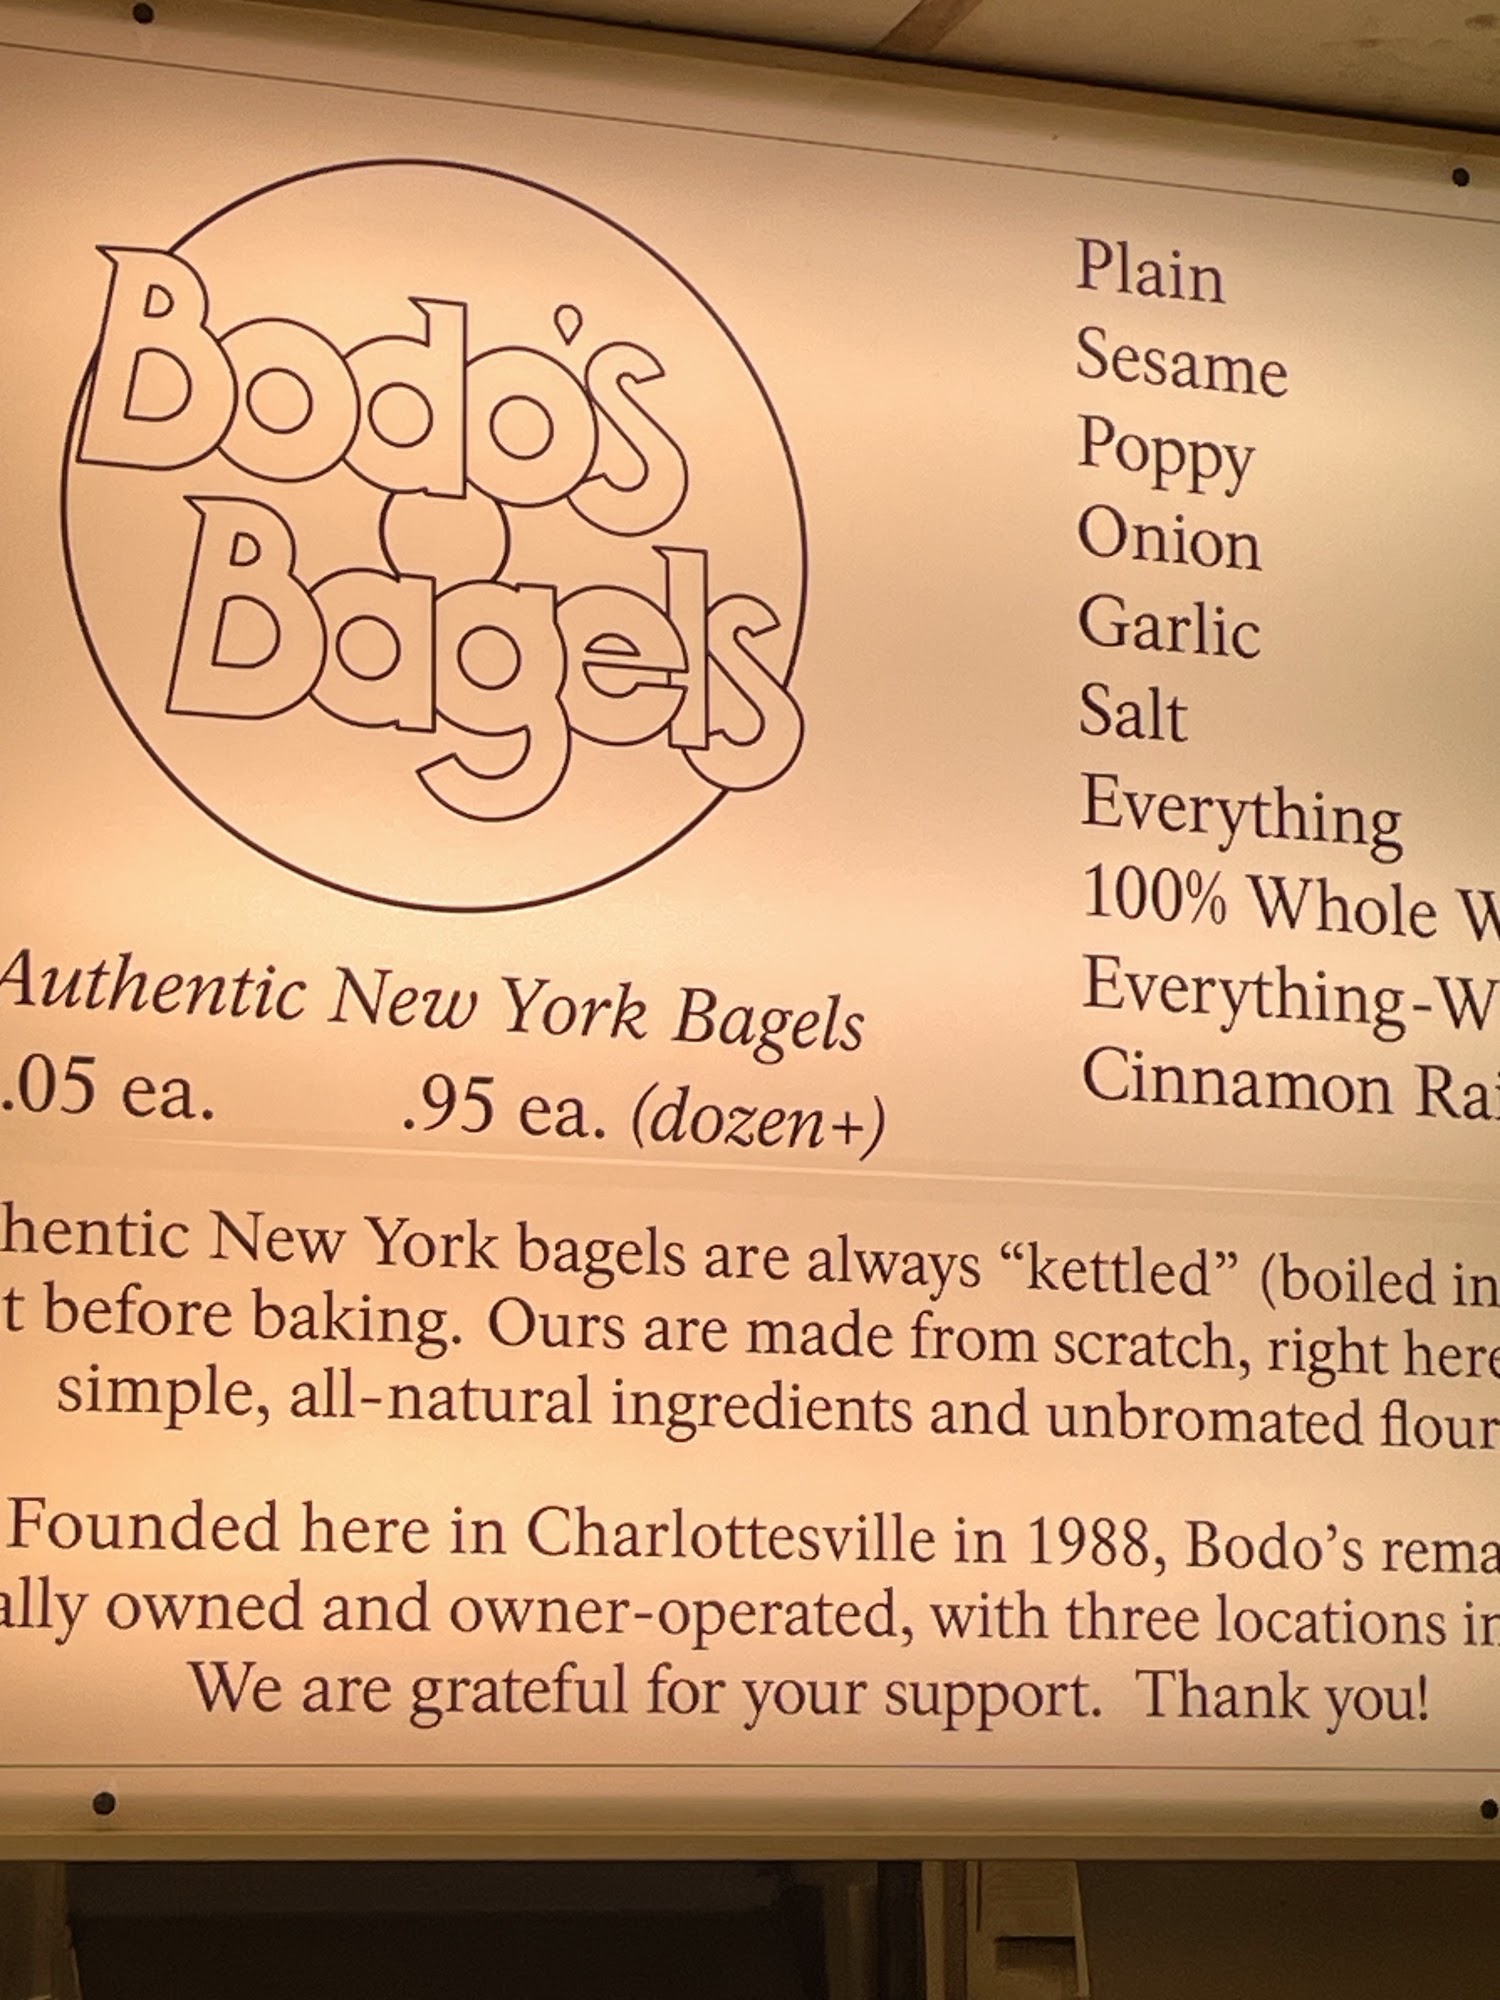 Bodo's
Bagels
Authentic New York Bagels
.05 ea. .95 ea. (dozen+)
Plain
Sesame
Poppy
Onion
Garlic
Salt
Everything
100% Whole W
Everything-W
Cinnamon Rai
hentic New York bagels are always “kettled” (boiled in
t before baking. Ours are made from scratch, right here
simple, all-natural ingredients and unbromated flour
Founded here in Charlottesville in 1988, Bodo’s rema
ally owned and owner-operated, with three locations in
We are grateful for your support. Thank you!